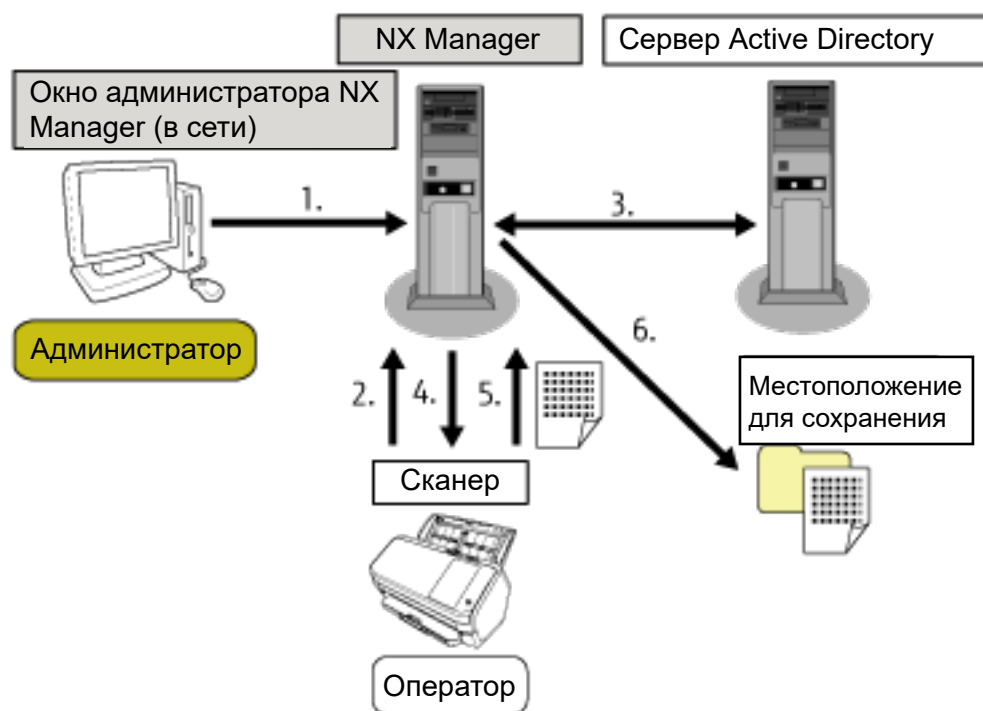 NX Manager
Сервер Active Directory
Окно администратора NX
Manager (в сети)
1.
3.
Администратор
6.
2.
4.
5.
Местоположение
для сохранения
Сканер
Оператор